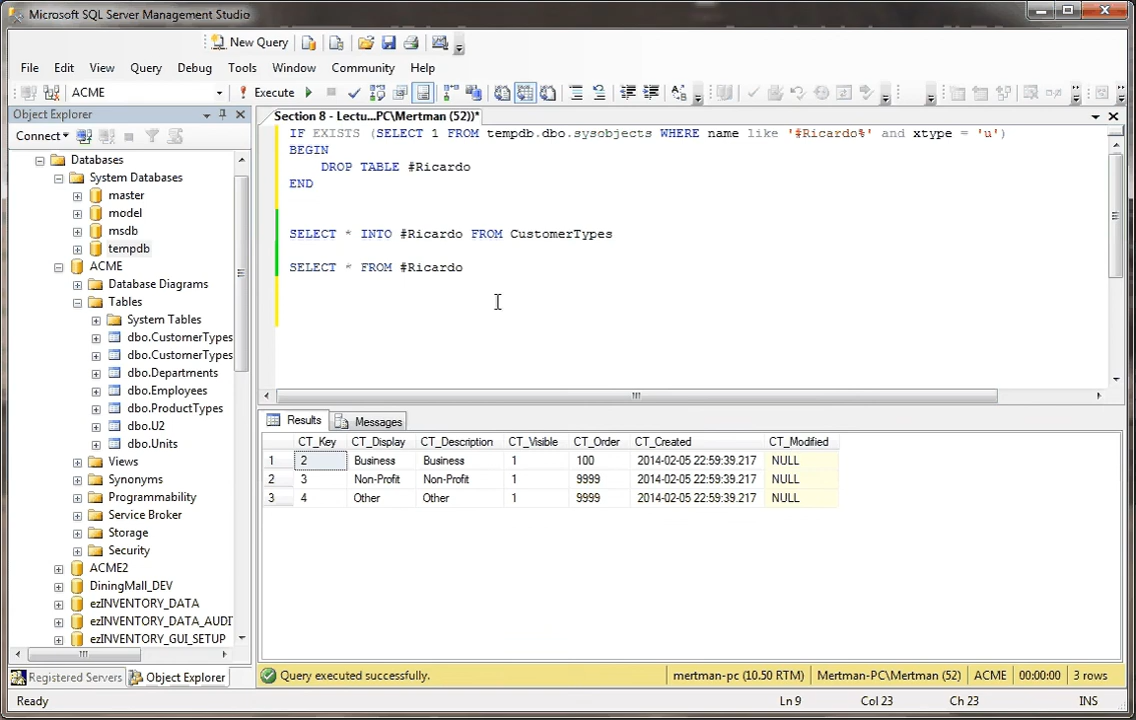 Microsoft SQL Server Management Studio
New Query
File Edit View Query Debug Tools Window Community Help
ACME Execute
Object Explorer
Connect
Databases
System Databases
master
model
msdb
tempdb
ACME
Database Diagrams
Tables
System Tables
dbo.CustomerTypes
dbo.CustomerTypes
dbo.Departments
dbo.Employees
dbo.ProductTypes
dbo.U2
dbo.Units
Views
Synonyms
Programmability
Service Broker
Storage
Security
ACME2
DiningMall_DEV
ezINVENTORY_DATA
ezINVENTORY_DATA_AUDIT
ezINVENTORY_GUI_SETUP
Registered Servers Object Explorer
Section 8 - Lectu...PC\Mertman (52))*
IF EXISTS (SELECT 1 FROM tempdb.dbo.sysobjects WHERE name like '#Ricardo%' and xtype = 'u')
BEGIN
DROP TABLE #Ricardo
END
SELECT * INTO #Ricardo FROM CustomerTypes
SELECT * FROM #Ricardo
Results Messages
CT_Key CT_Display CT_Description CT_Visible CT_Order CT_Created CT_Modified
1 2 Business Business 1 100 2014-02-05 22:59:39.217 NULL
2 3 Non-Profit Non-Profit 1 9999 2014-02-05 22:59:39.217 NULL
3 4 Other Other 1 9999 2014-02-05 22:59:39.217 NULL
Query executed successfully. mertman-pc (10.50 RTM) Mertman-PC\Mertman (52) ACME 00:00:00 3 rows
Ready Ln 9 Col 23 Ch 23 INS